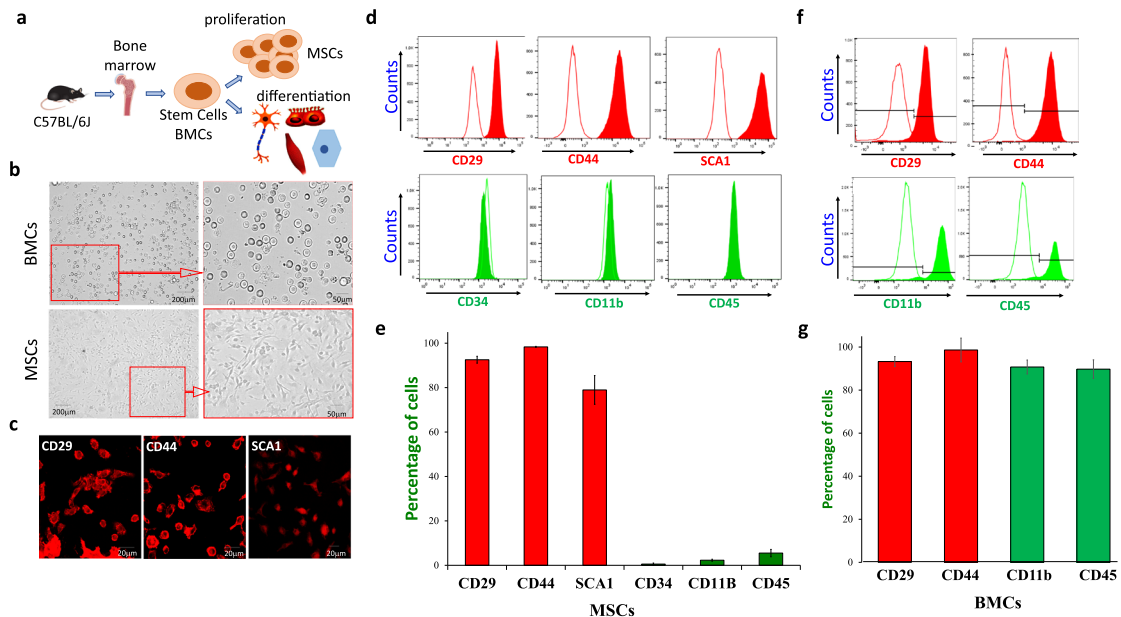 a
proliferation
Bone
marrow
MSCs
differentiation
C57BL/6J
Stem Cells
BMCs
b
BMCs
200µm
50µm
MSCs
200µm
50µm
c
CD29
CD44
SCA1
20µm
20µm
20µm
d
Counts
CD29
CD44
SCA1
Counts
CD34
CD11b
CD45
e
Percentage of cells
100
80
60
40
20
0
CD29
CD44
SCA1
CD34
CD11B
CD45
MSCs
f
Counts
CD29
CD44
Counts
CD11b
CD45
g
Percentage of cells
100
80
60
40
20
0
CD29
CD44
CD11b
CD45
BMCs